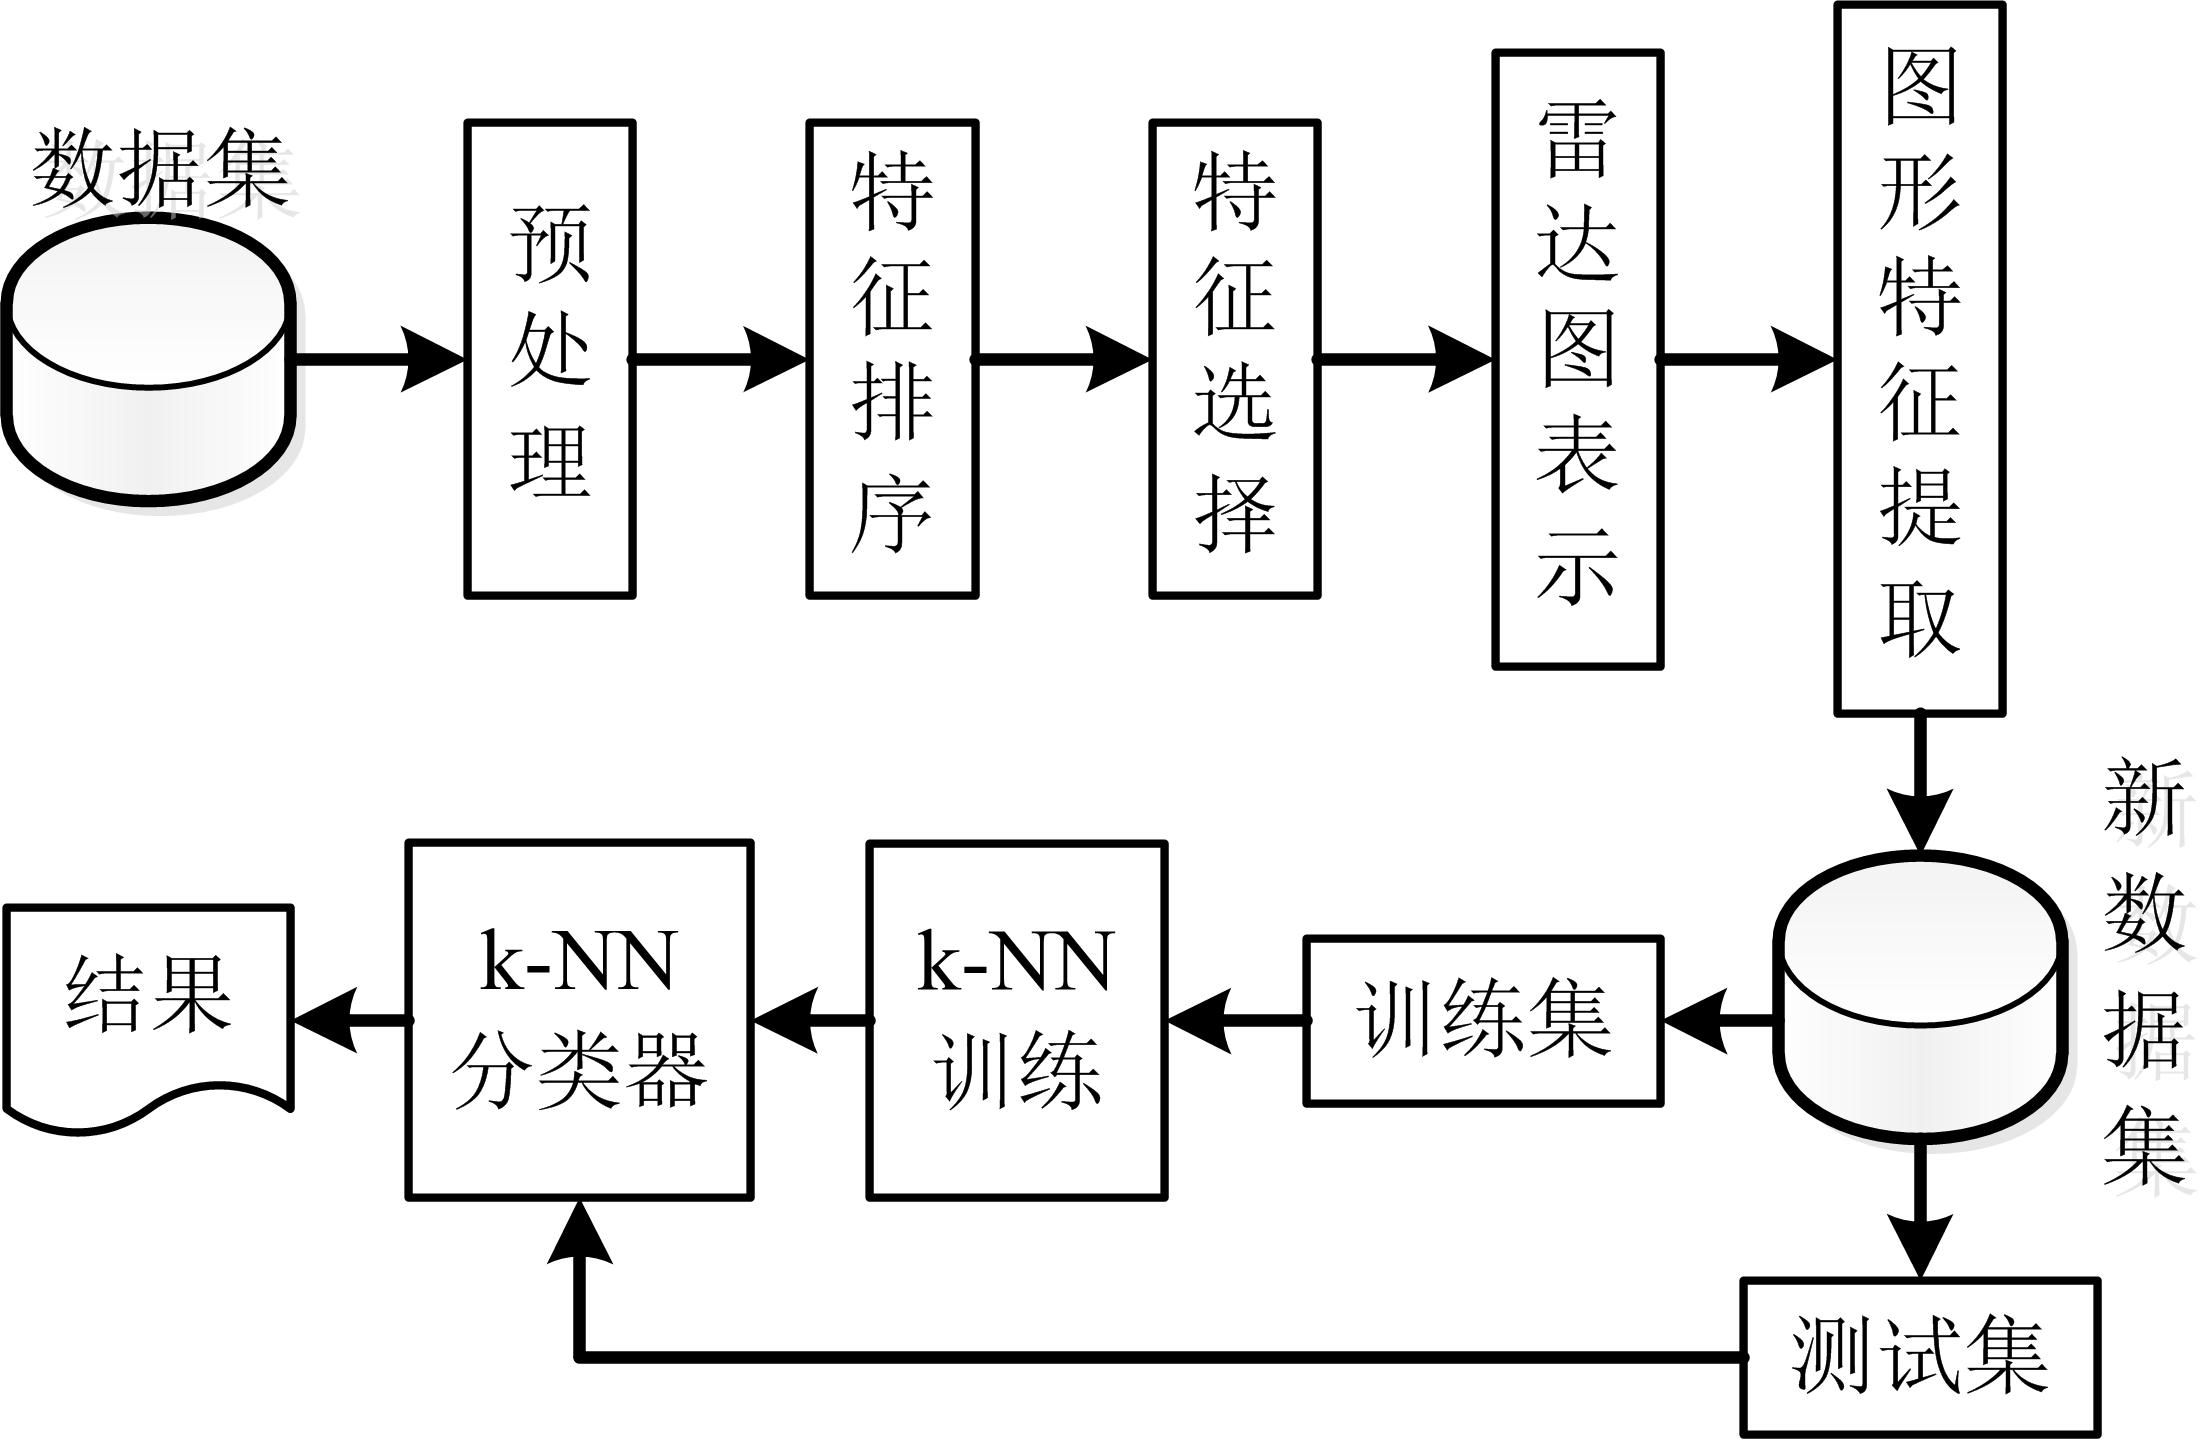 数据集
预处理
特征排序
特征选择
雷达图表示
图形特征提取
新数据集
训练集
k-NN
训练
k-NN
分类器
结果
测试集